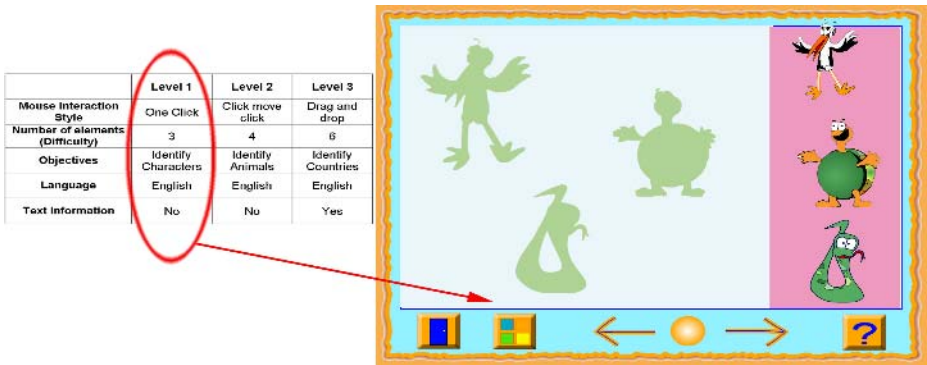 Level 1 Level 2 Level 3
Mouse Interaction Style One Click Click move click Drag and drop
Number of elements (Difficulty) 3 4 6
Objectives Identify Characters Identify Animals Identify Countries
Language English English English
Text Information No No Yes
?